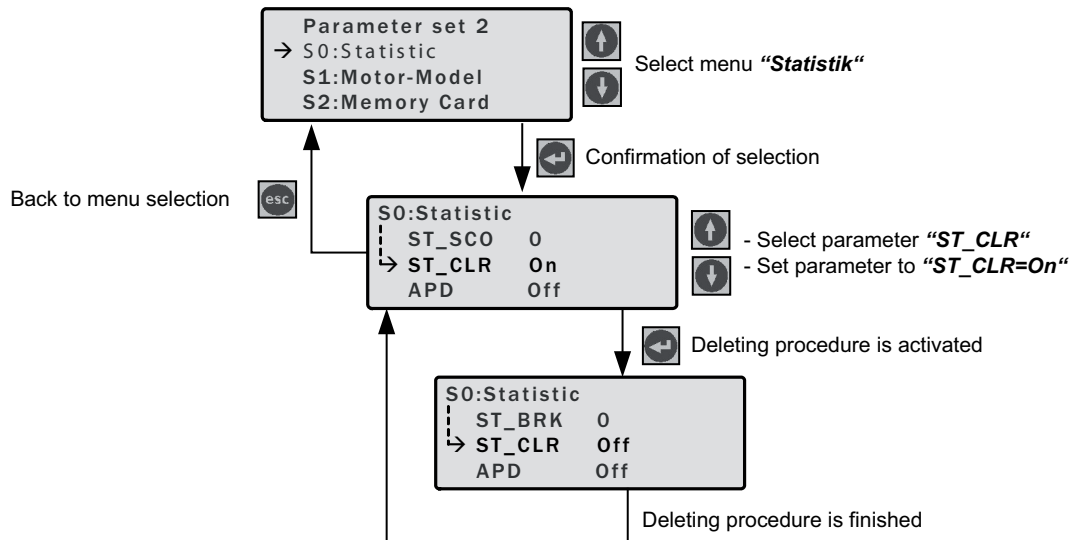 Parameter set 2
→ S0:Statistic
S1:Motor-Model
S2:Memory Card
Select menu “Statistik“
Confirmation of selection
Back to menu selection
esc
S0:Statistic
ST_SCO 0
ST_CLR On
APD Off
- Select parameter “ST_CLR“
- Set parameter to “ST_CLR=On“
Deleting procedure is activated
S0:Statistic
ST_BRK 0
ST_CLR Off
APD Off
Deleting procedure is finished